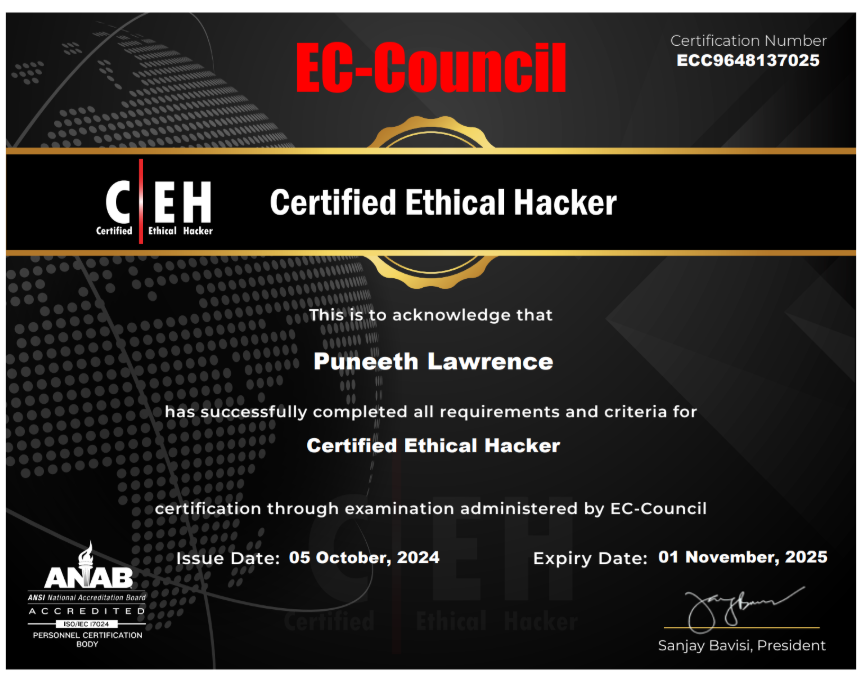 EC-Council
Certification Number
ECC9648137025
C EH
Certified Ethical Hacker
Certified Ethical Hacker
This is to acknowledge that
Puneeth Lawrence
has successfully completed all requirements and criteria for
Certified Ethical Hacker
certification through examination administered by EC-Council
Issue Date: 05 October, 2024
Expiry Date: 01 November, 2025
C EH
Certified Ethical Hacker
ANAB
ANSI National Accreditation Board
ACCREDITED
ISO/IEC 17024
PERSONNEL CERTIFICATION
BODY
Sanjay Bavisi, President